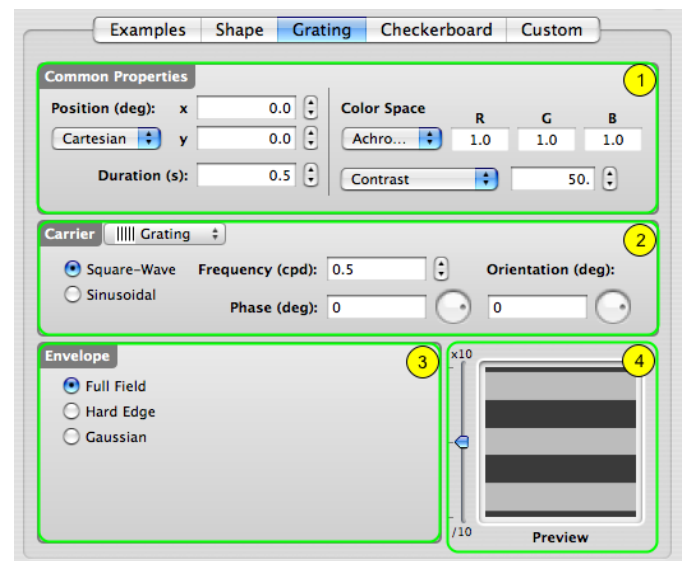 Examples Shape Grating Checkerboard Custom
Common Properties
1
Position (deg): x 0.0 Color Space R G B
Cartesian y 0.0 Achro... 1.0 1.0 1.0
Duration (s): 0.5 Contrast 50.
Carrier Grating
2
Square-Wave Frequency (cpd): 0.5 Orientation (deg):
Sinusoidal Phase (deg): 0 0
Envelope
3
Full Field
Hard Edge
Gaussian
x10
4
/10
Preview